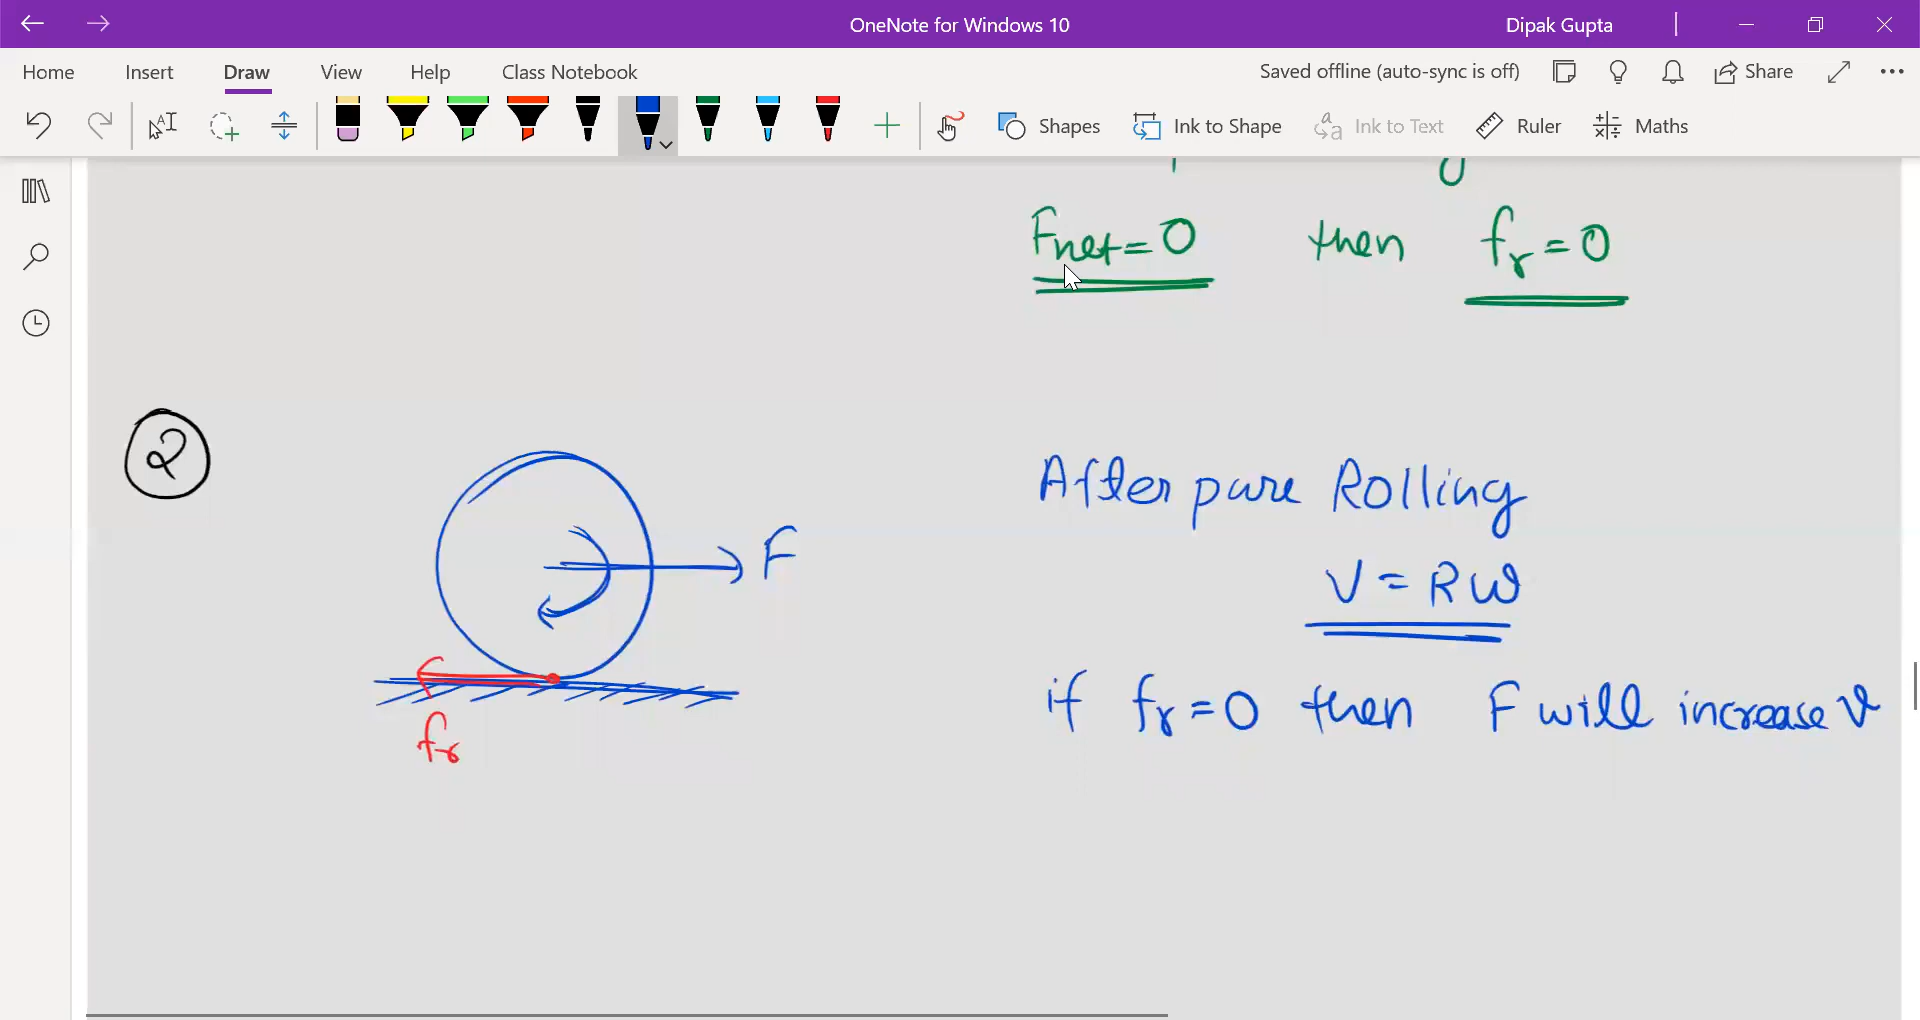 OneNote for Windows 10
Dipak Gupta
Home Insert Draw View Help Class Notebook
Saved offline (auto-sync is off)
Share
Shapes
Ink to Shape
Ink to Text
Ruler
Maths
Fnet = 0 then fr = 0
2
After pure Rolling
F
V = Rω
if fr = 0 then F will increase v
fr